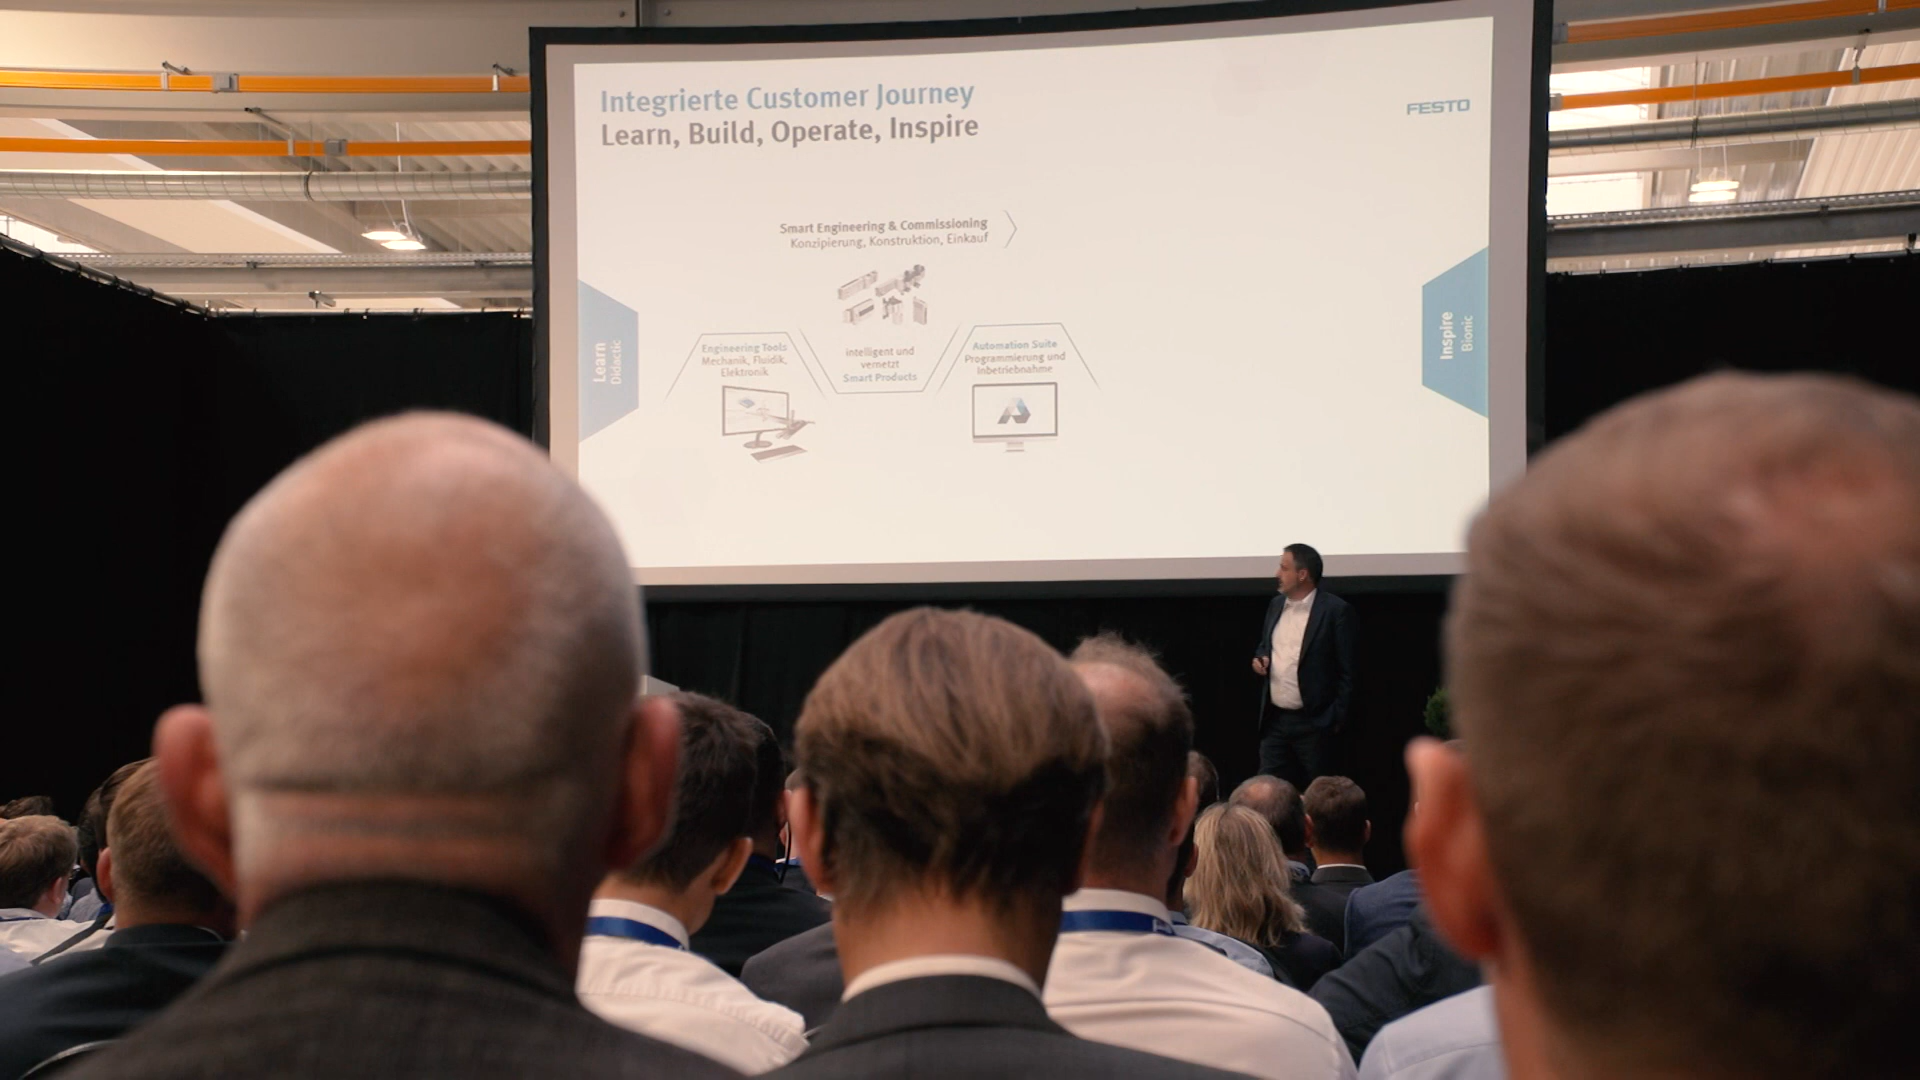 Integrierte Customer Journey
Learn, Build, Operate, Inspire
FESTO
Smart Engineering & Commissioning
Konzipierung, Konstruktion, Einkauf
Learn
Didactic
Engineering Tools
Mechanik, Fluidik,
Elektronik
intelligent und
vernetzt
Smart Products
Automation Suite
Programmierung und
Inbetriebnahme
Inspire
Bionic